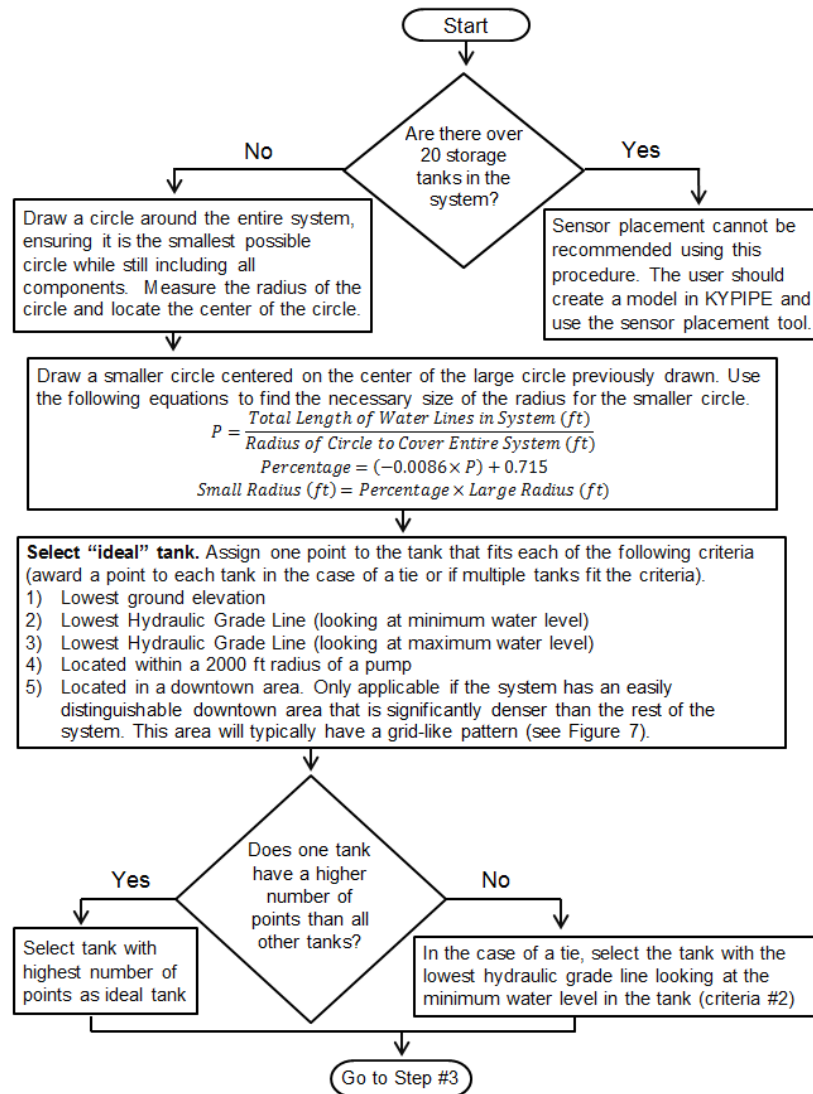 Start
Are there over
20 storage
tanks in the
system?
No
Yes
Draw a circle around the entire system,
ensuring it is the smallest possible
circle while still including all
components. Measure the radius of the
circle and locate the center of the circle.
Sensor placement cannot be
recommended using this
procedure. The user should
create a model in KYPIPE and
use the sensor placement tool.
Draw a smaller circle centered on the center of the large circle previously drawn. Use
the following equations to find the necessary size of the radius for the smaller circle.
P = Total Length of Water Lines in System (ft) / Radius of Circle to Cover Entire System (ft)
Percentage = (−0.0086 × P) + 0.715
Small Radius (ft) = Percentage × Large Radius (ft)
Select “ideal” tank. Assign one point to the tank that fits each of the following criteria
(award a point to each tank in the case of a tie or if multiple tanks fit the criteria).
1) Lowest ground elevation
2) Lowest Hydraulic Grade Line (looking at minimum water level)
3) Lowest Hydraulic Grade Line (looking at maximum water level)
4) Located within a 2000 ft radius of a pump
5) Located in a downtown area. Only applicable if the system has an easily
distinguishable downtown area that is significantly denser than the rest of the
system. This area will typically have a grid-like pattern (see Figure 7).
Does one tank
have a higher
number of
points than all
other tanks?
Yes
No
Select tank with
highest number of
points as ideal tank
In the case of a tie, select the tank with the
lowest hydraulic grade line looking at the
minimum water level in the tank (criteria #2)
Go to Step #3